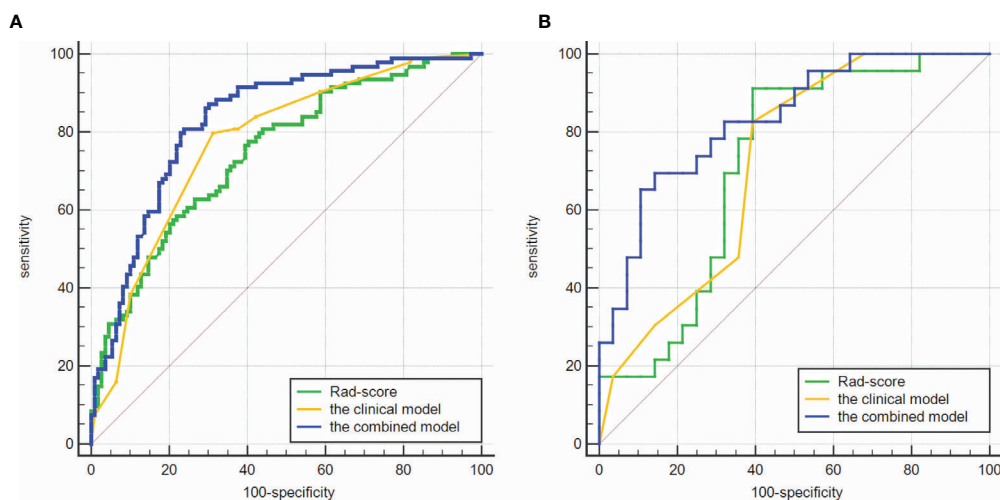 A
100
80
60
40
20
0
sensitivity
Rad-score
the clinical model
the combined model
0 20 40 60 80 100
100-specificity
B
100
80
60
40
20
0
sensitivity
Rad-score
the clinical model
the combined model
0 20 40 60 80 100
100-specificity